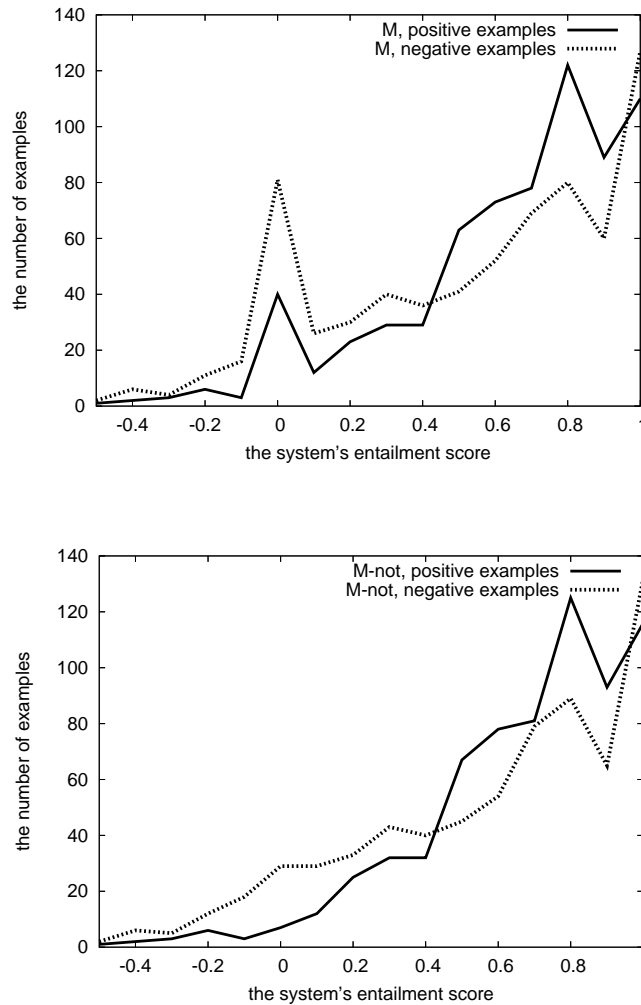 140
120
100
80
60
40
20
0
-0.4 -0.2 0 0.2 0.4 0.6 0.8 1
the number of examples
the system's entailment score
M, positive examples
M, negative examples
140
120
100
80
60
40
20
0
-0.4 -0.2 0 0.2 0.4 0.6 0.8
the number of examples
the system's entailment score
M-not, positive examples
M-not, negative examples